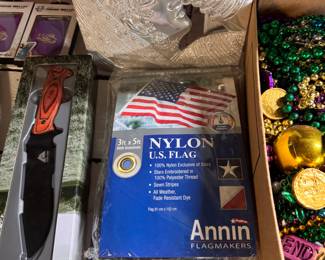 3ft x 5ft
NYLON
U.S. FLAG
• 100% Nylon Exclusive of Stars
• Stars Embroidered in
100% Polyester Thread
• Sewn Stripes
• All Weather,
Fade Resistant Dye
Annin
FLAGMAKERS